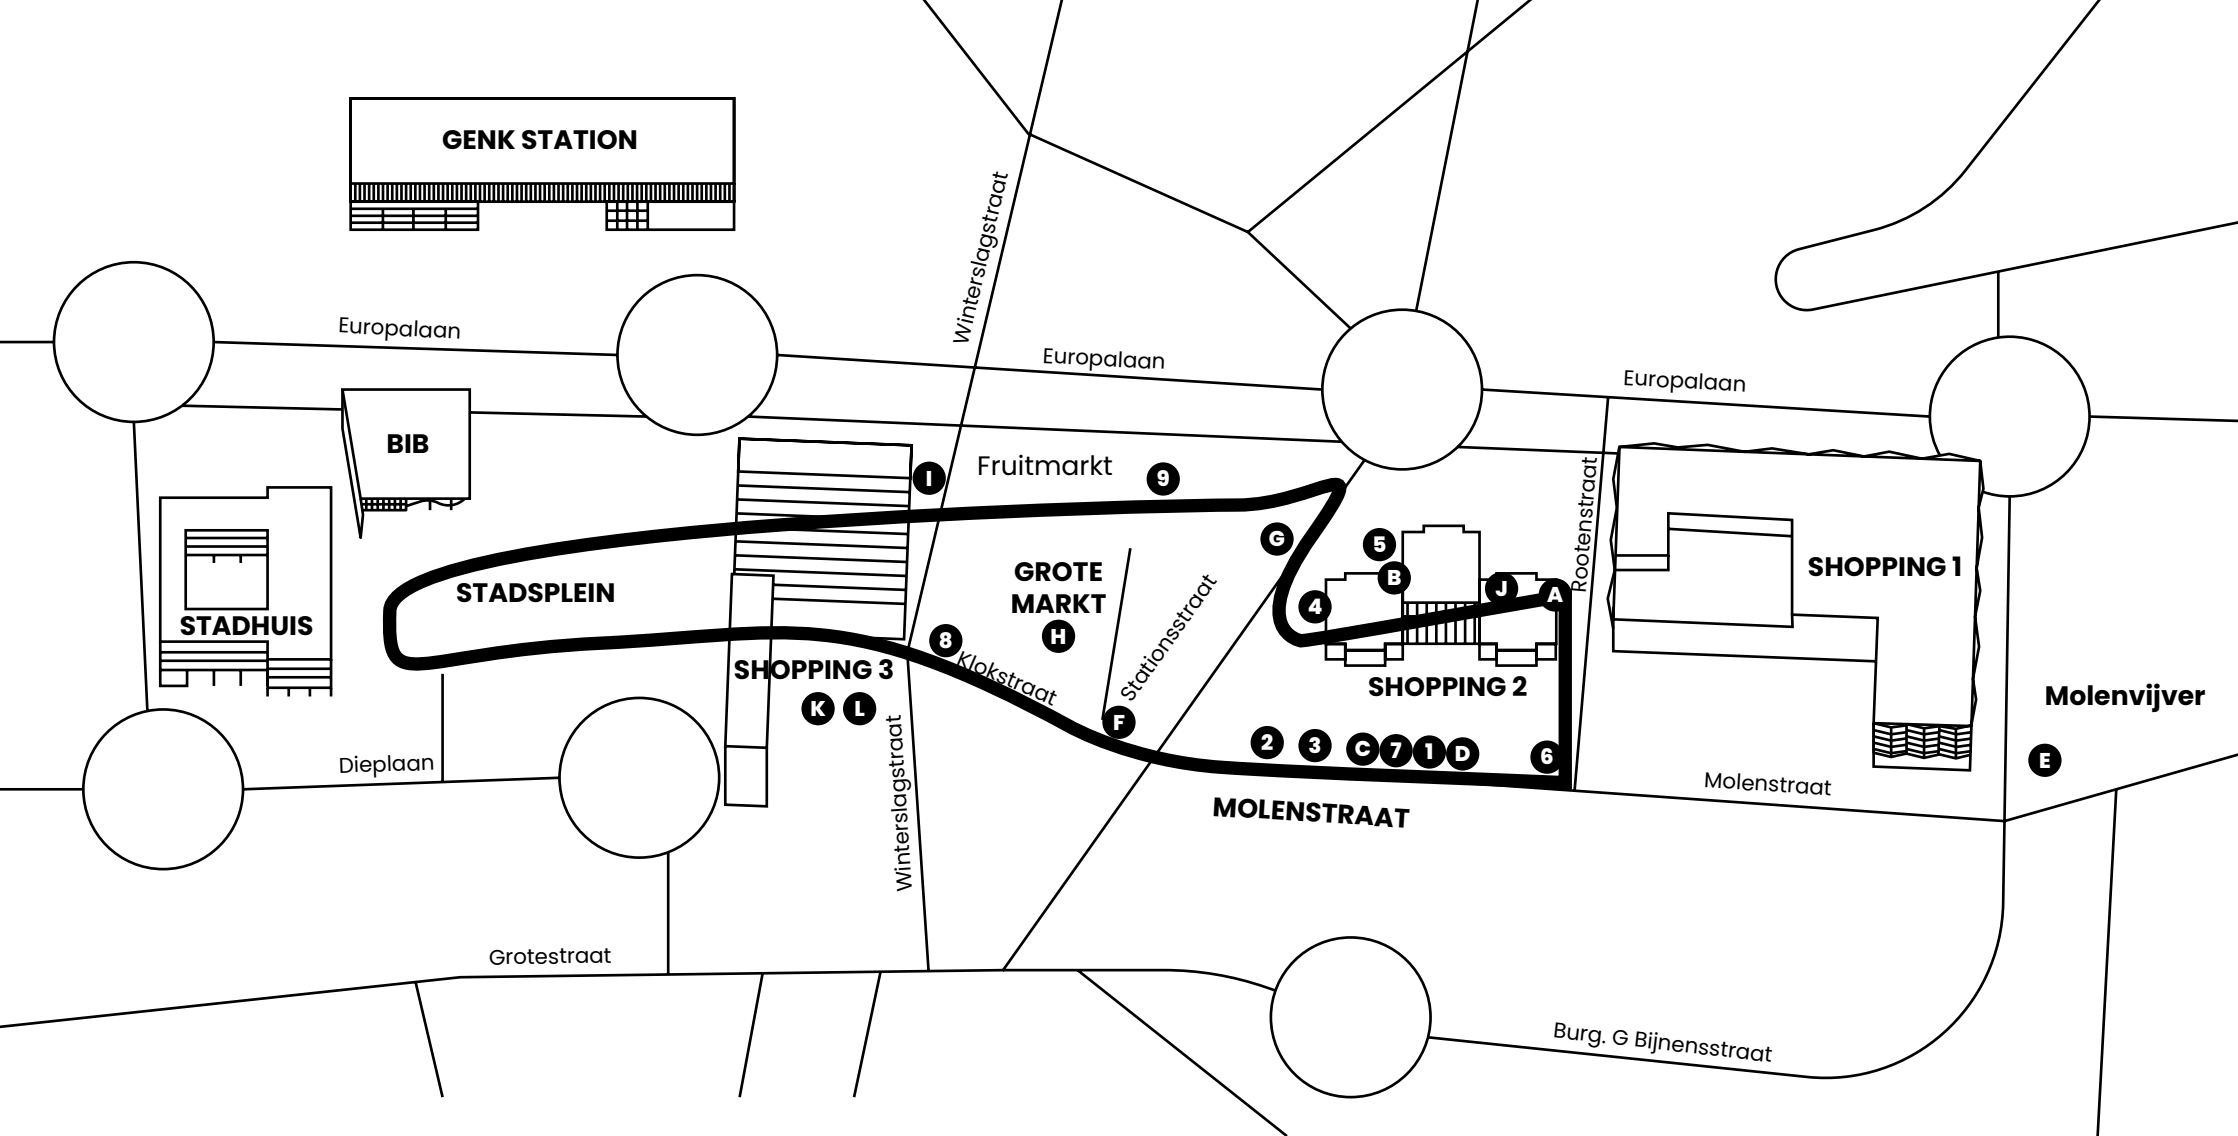 GENK STATION
Winterslagstraat
Europalaan
Europalaan
Europalaan
BIB
I
Fruitmarkt
9
Rootenstraat
G
5
B
J
A
4
SHOPPING 1
STADSPLEIN
GROTE
MARKT
H
Stationsstraat
STADHUIS
8
Klokstraat
SHOPPING 3
K
L
SHOPPING 2
Molenvijver
F
2
3
C
7
1
D
6
E
Dieplaan
Winterslagstraat
Molenstraat
MOLENSTRAAT
Grotestraat
Burg. G Bijnensstraat